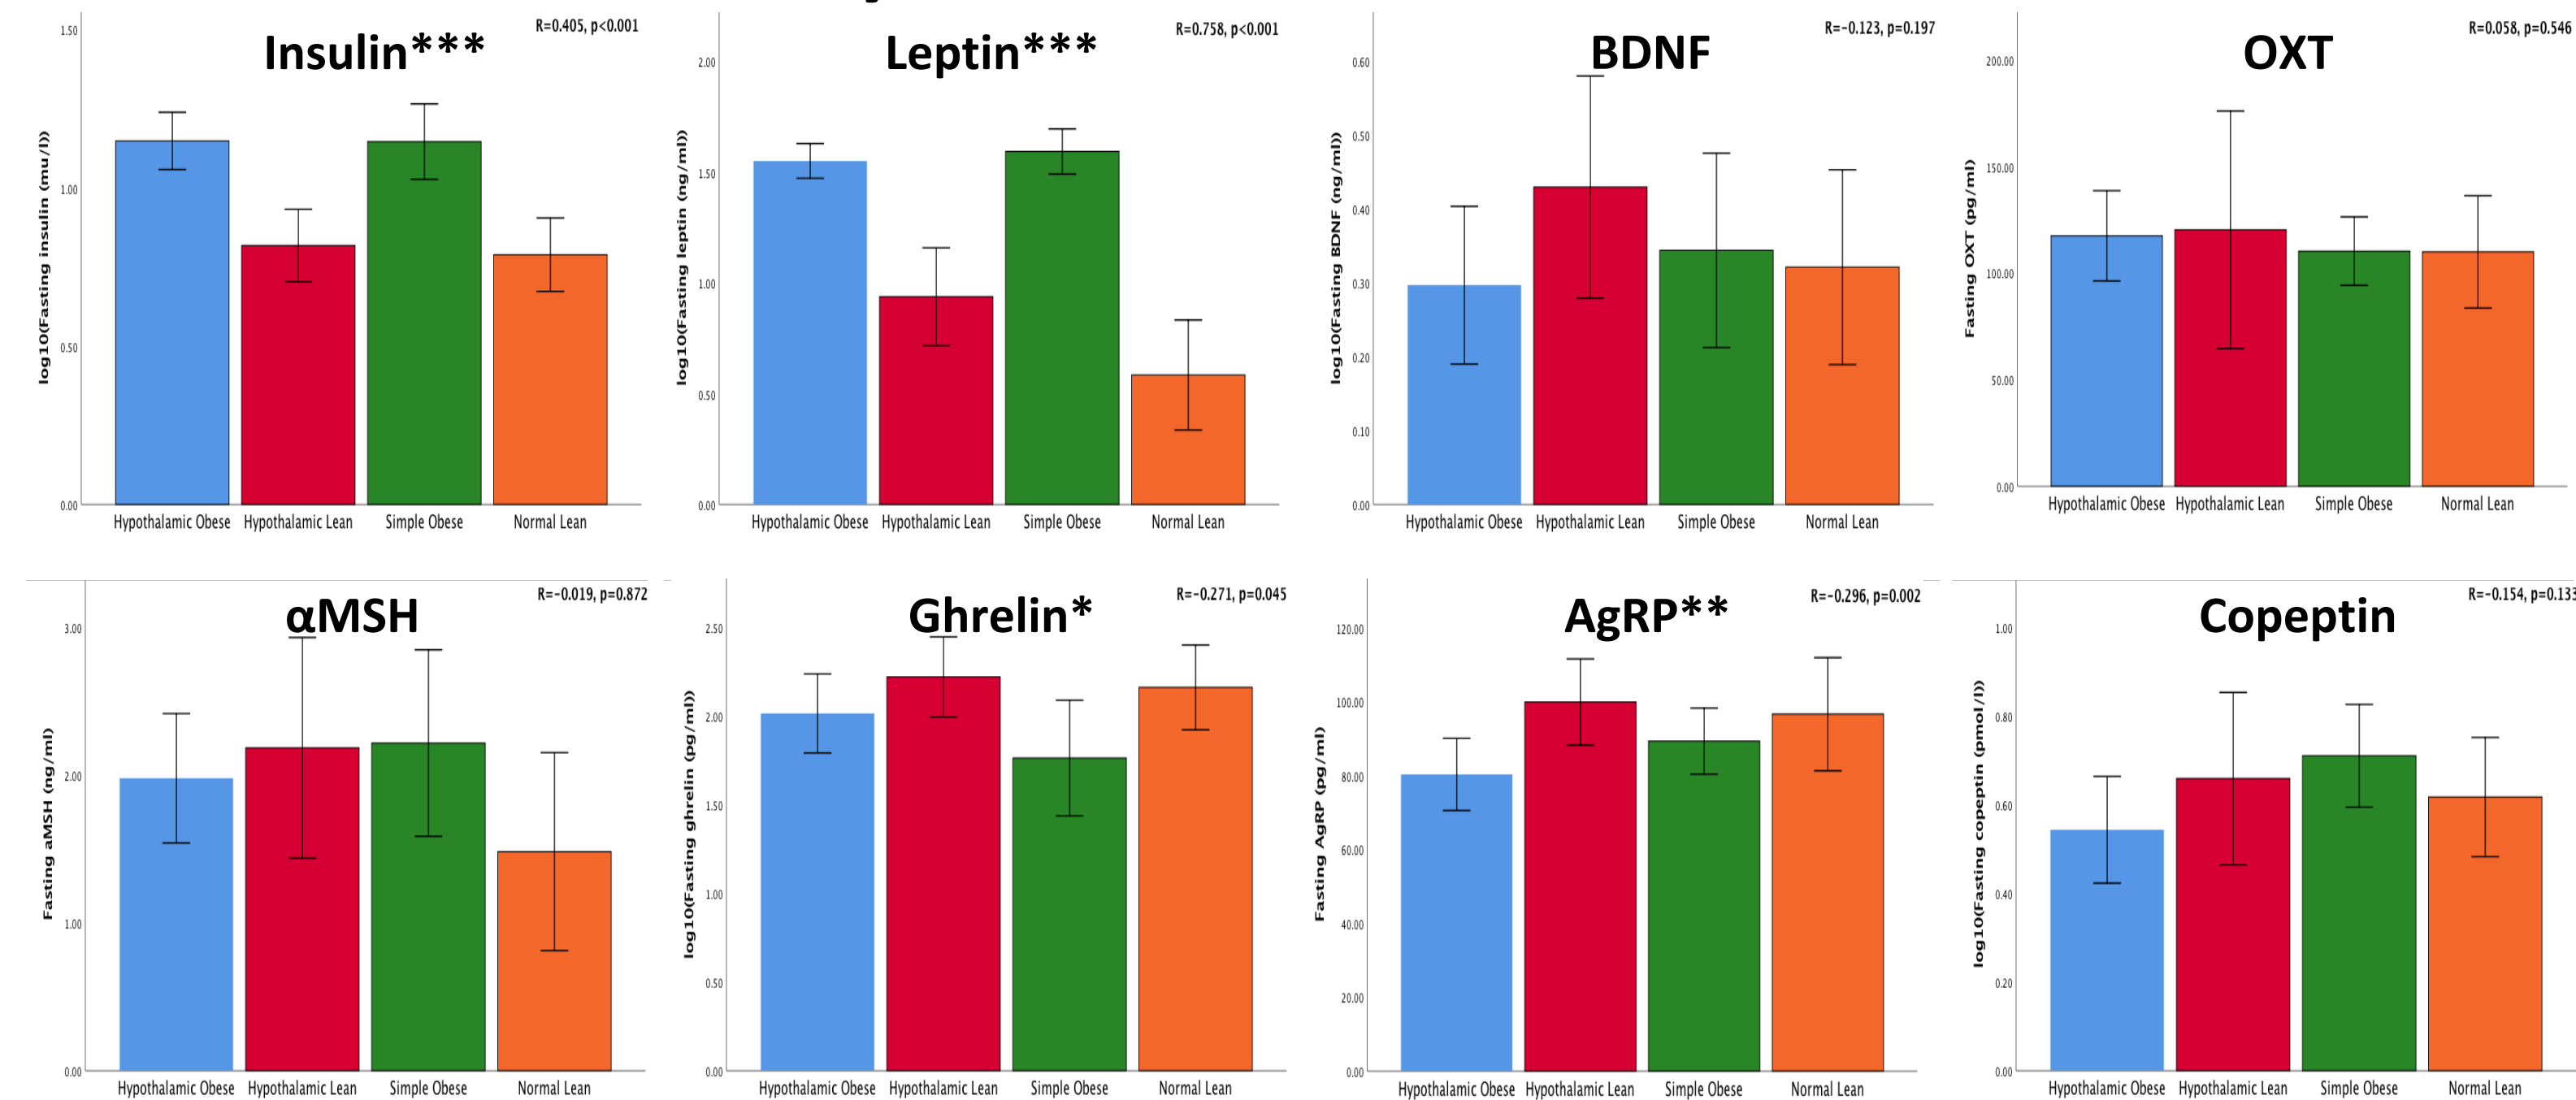 Insulin***
R=0.405, p<0.001
log10(Fasting insulin (mu/l))
1.50
1.00
0.50
0.00
Hypothalamic Obese Hypothalamic Lean Simple Obese Normal Lean
Leptin***
R=0.758, p<0.001
log10(Fasting leptin (ng/ml))
2.00
1.50
1.00
0.50
0.00
Hypothalamic Obese Hypothalamic Lean Simple Obese Normal Lean
BDNF
R=-0.123, p=0.197
log10(Fasting BDNF (ng/ml))
0.60
0.50
0.40
0.30
0.20
0.10
0.00
Hypothalamic Obese Hypothalamic Lean Simple Obese Normal Lean
OXT
R=0.058, p=0.546
Fasting OXT (pg/ml)
200.00
150.00
100.00
50.00
0.00
Hypothalamic Obese Hypothalamic Lean Simple Obese Normal Lean
αMSH
R=-0.019, p=0.872
Fasting aMSH (ng/ml)
3.00
2.00
1.00
0.00
Hypothalamic Obese Hypothalamic Lean Simple Obese Normal Lean
Ghrelin*
R=-0.271, p=0.045
log10(Fasting ghrelin (pg/ml))
2.50
2.00
1.50
1.00
0.50
0.00
Hypothalamic Obese Hypothalamic Lean Simple Obese Normal Lean
AgRP**
R=-0.296, p=0.002
Fasting AgRP (pg/ml)
120.00
100.00
80.00
60.00
40.00
20.00
0.00
Hypothalamic Obese Hypothalamic Lean Simple Obese Normal Lean
Copeptin
R=-0.154, p=0.133
log10(Fasting copeptin (pmol/l))
1.00
0.80
0.60
0.40
0.20
0.00
Hypothalamic Obese Hypothalamic Lean Simple Obese Normal Lean